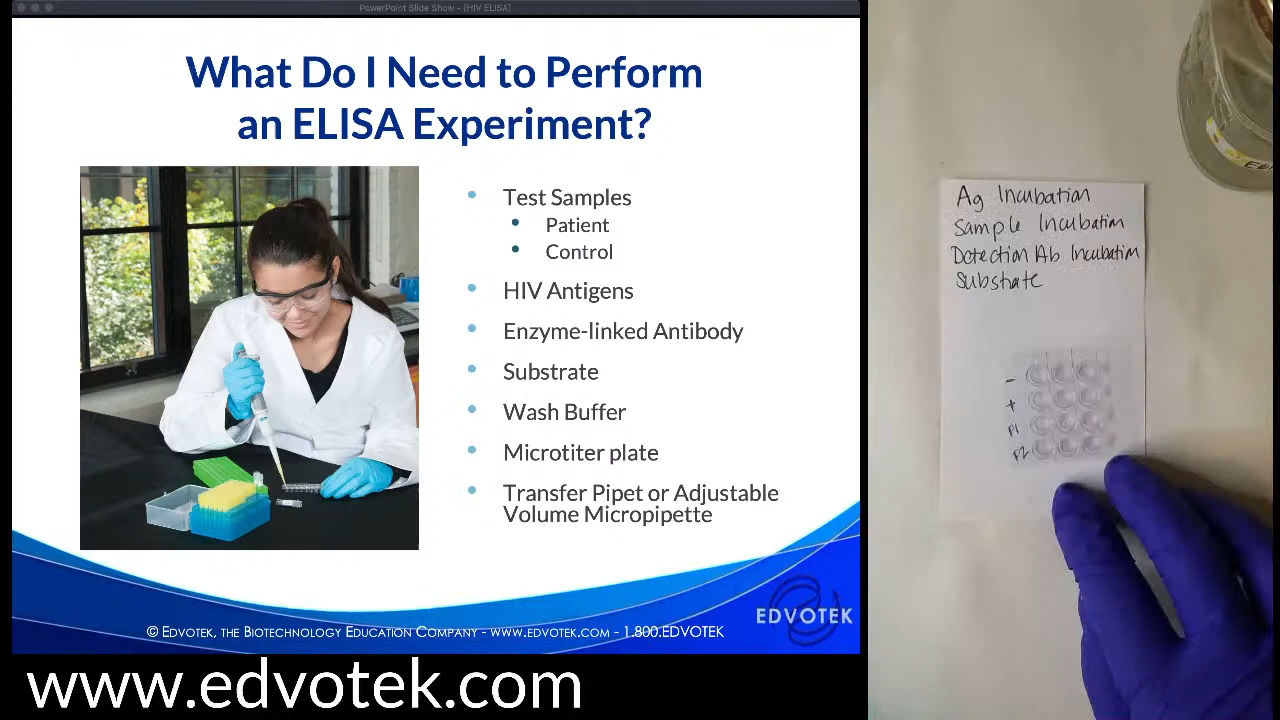 PowerPoint Slide Show - [HIV ELISA]
What Do I Need to Perform
an ELISA Experiment?
Test Samples
Patient
Control
HIV Antigens
Enzyme-linked Antibody
Substrate
Wash Buffer
Microtiter plate
Transfer Pipet or Adjustable
Volume Micropipette
EDVOTEK
© EDVOTEK, THE BIOTECHNOLOGY EDUCATION COMPANY - WWW.EDVOTEK.COM - 1.800.EDVOTEK
www.edvotek.com
Ag Incubation
Sample Incubation
Detection Ab Incubation
Substrate
-
+
P1
P2